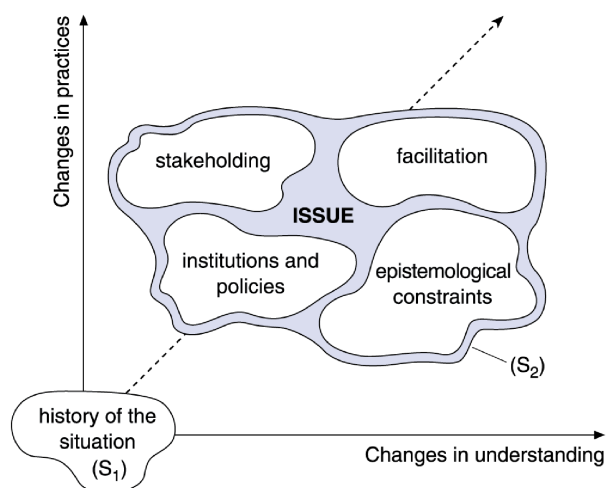 Changes in practices
stakeholding
facilitation
ISSUE
institutions and
policies
epistemological
constraints
(S₂)
history of the
situation
(S₁)
Changes in understanding